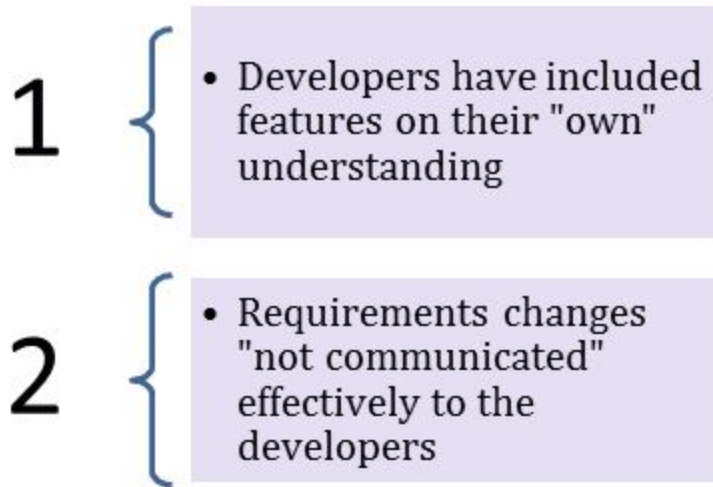 1
• Developers have included
features on their "own"
understanding
2
• Requirements changes
"not communicated"
effectively to the
developers